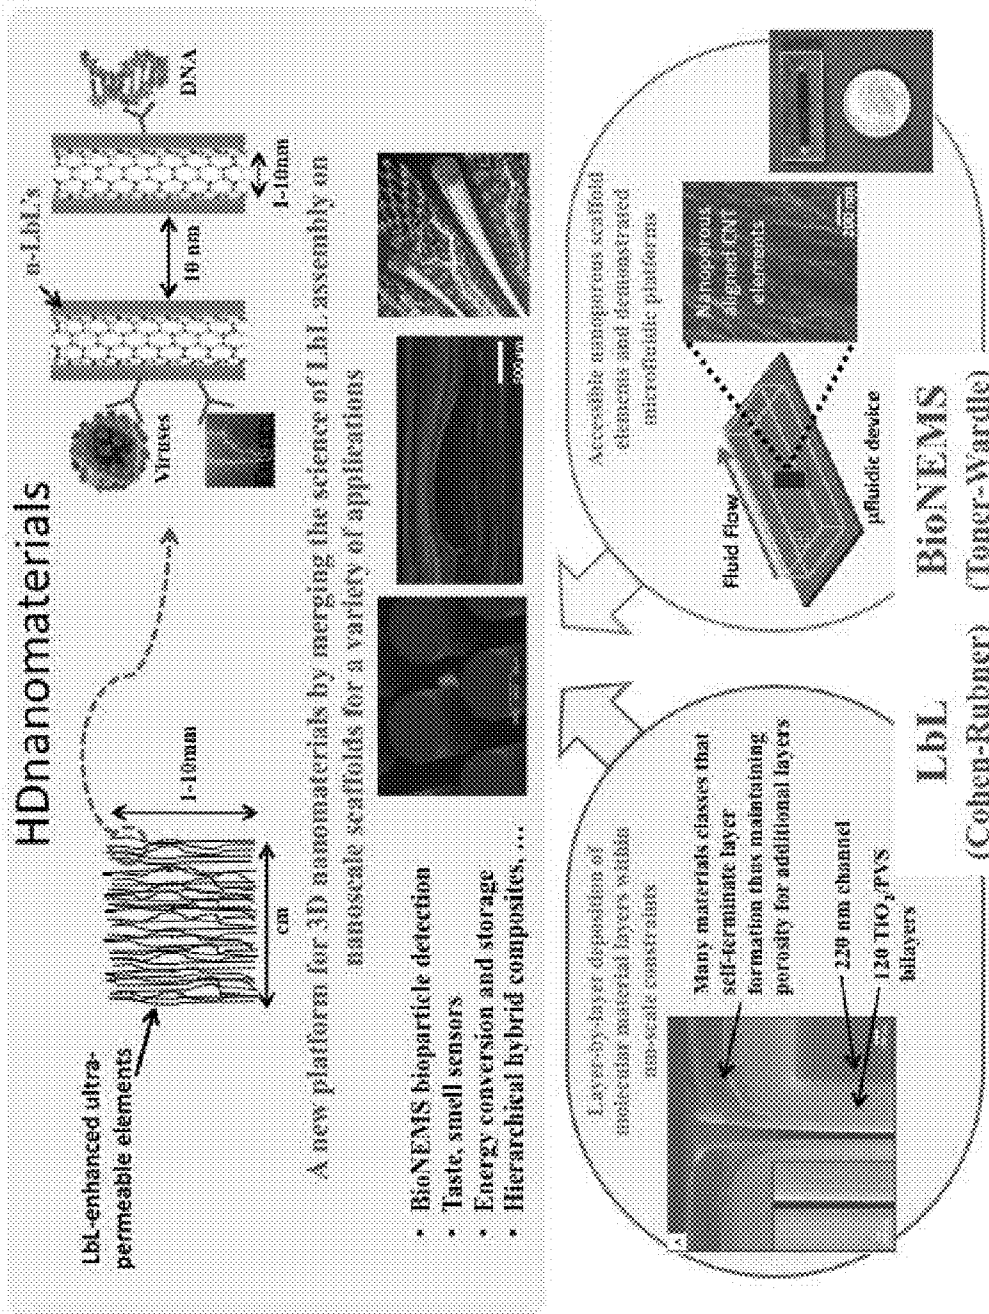 HDnanomaterials
LbL-enhanced ultra-
permeable elements
cm
1-10mm
Viruses
n-LbL's
10 nm
1-10nm
DNA
A new platform for 3D nanomaterials by merging the science of LbL assembly on
nanoscale scaffolds for a variety of applications
• BioNEMS bioparticle detection
• Taste, smell sensors
• Energy conversion and storage
• Hierarchical hybrid composites, …
Layer-by-layer deposition of
molecular material layers within
nm-scale constraints
Many materials classes that
self-terminate layer
formation thus maintaining
porosity for additional layers
220 nm channel
120 TiO2/PVS
bilayers
LbL
(Cohen-Rubner)
Accessible nanoporous scaffold
elements and demonstrated
microfluidic platforms
Fluid Flow
µfluidic device
Nanoporous
aligned CNT
elements
BioNEMS
(Toner-Wardle)